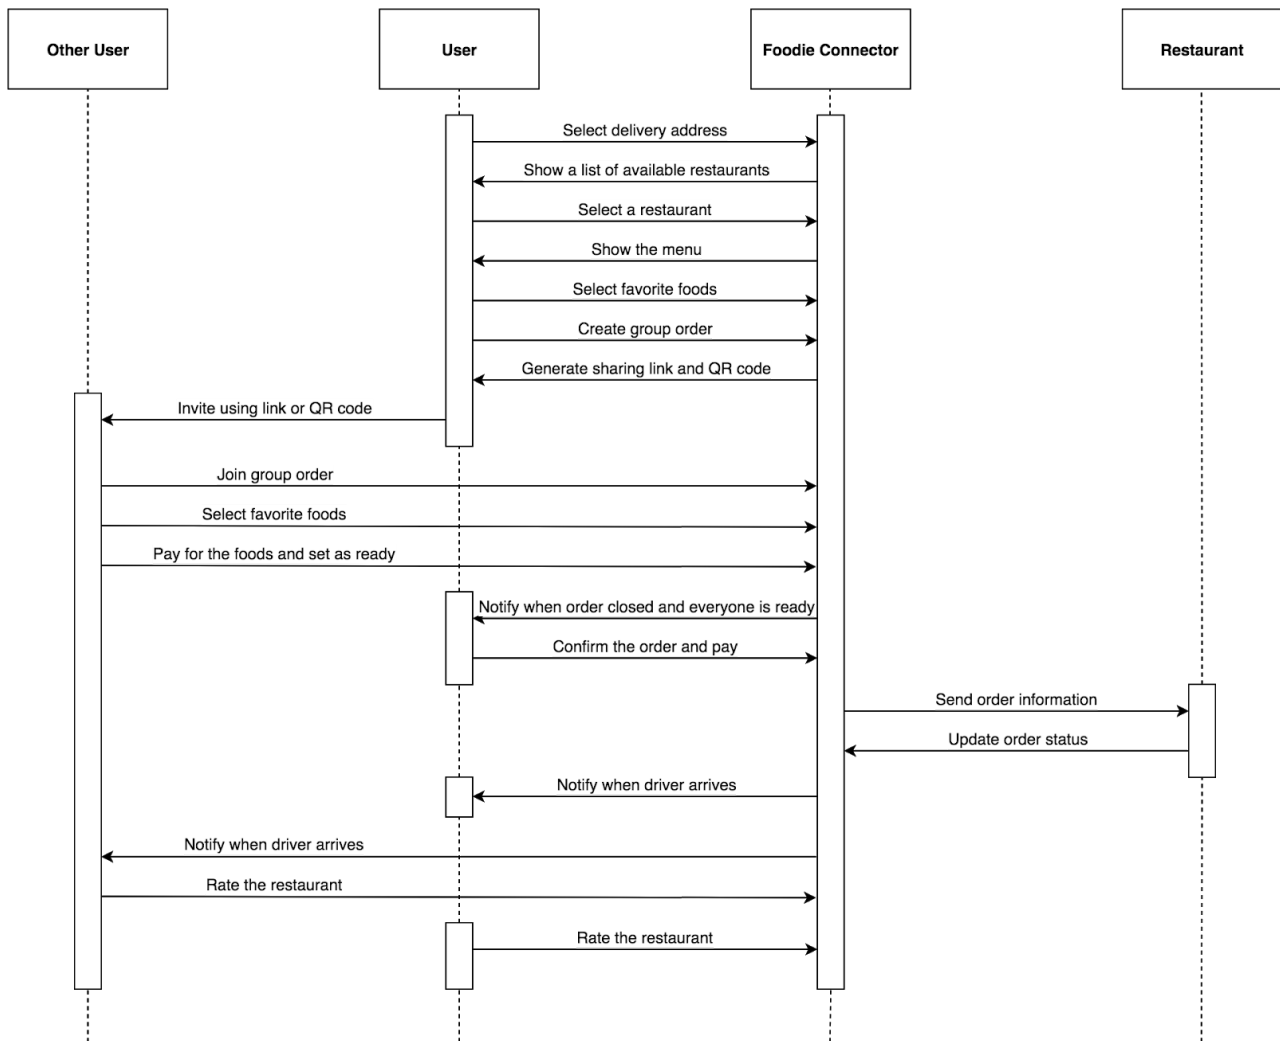 Other User
User
Foodie Connector
Restaurant
Select delivery address
Show a list of available restaurants
Select a restaurant
Show the menu
Select favorite foods
Create group order
Generate sharing link and QR code
Invite using link or QR code
Join group order
Select favorite foods
Pay for the foods and set as ready
Notify when order closed and everyone is ready
Confirm the order and pay
Send order information
Update order status
Notify when driver arrives
Notify when driver arrives
Rate the restaurant
Rate the restaurant